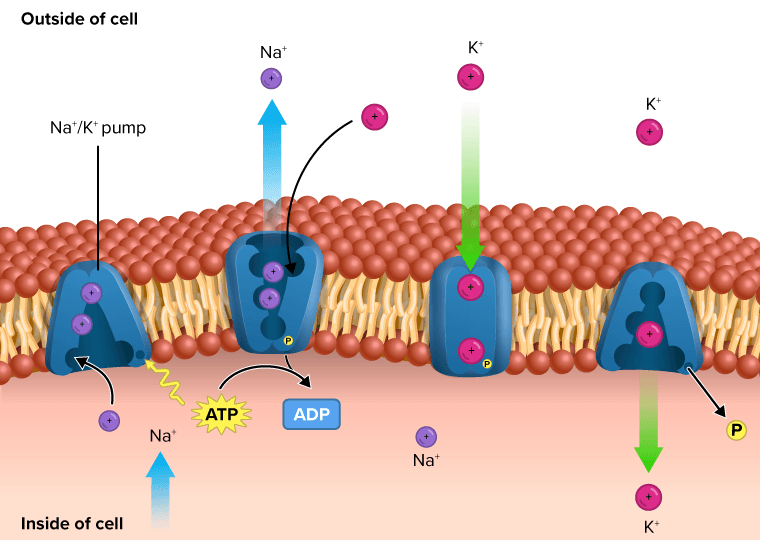 Outside of cell
Na⁺
K⁺
K⁺
Na⁺/K⁺ pump
+
+
+
+
+
+
+
+
+
+
P
+
P
+
ATP
ADP
P
+
+
Na⁺
Na⁺
+
Inside of cell
K⁺